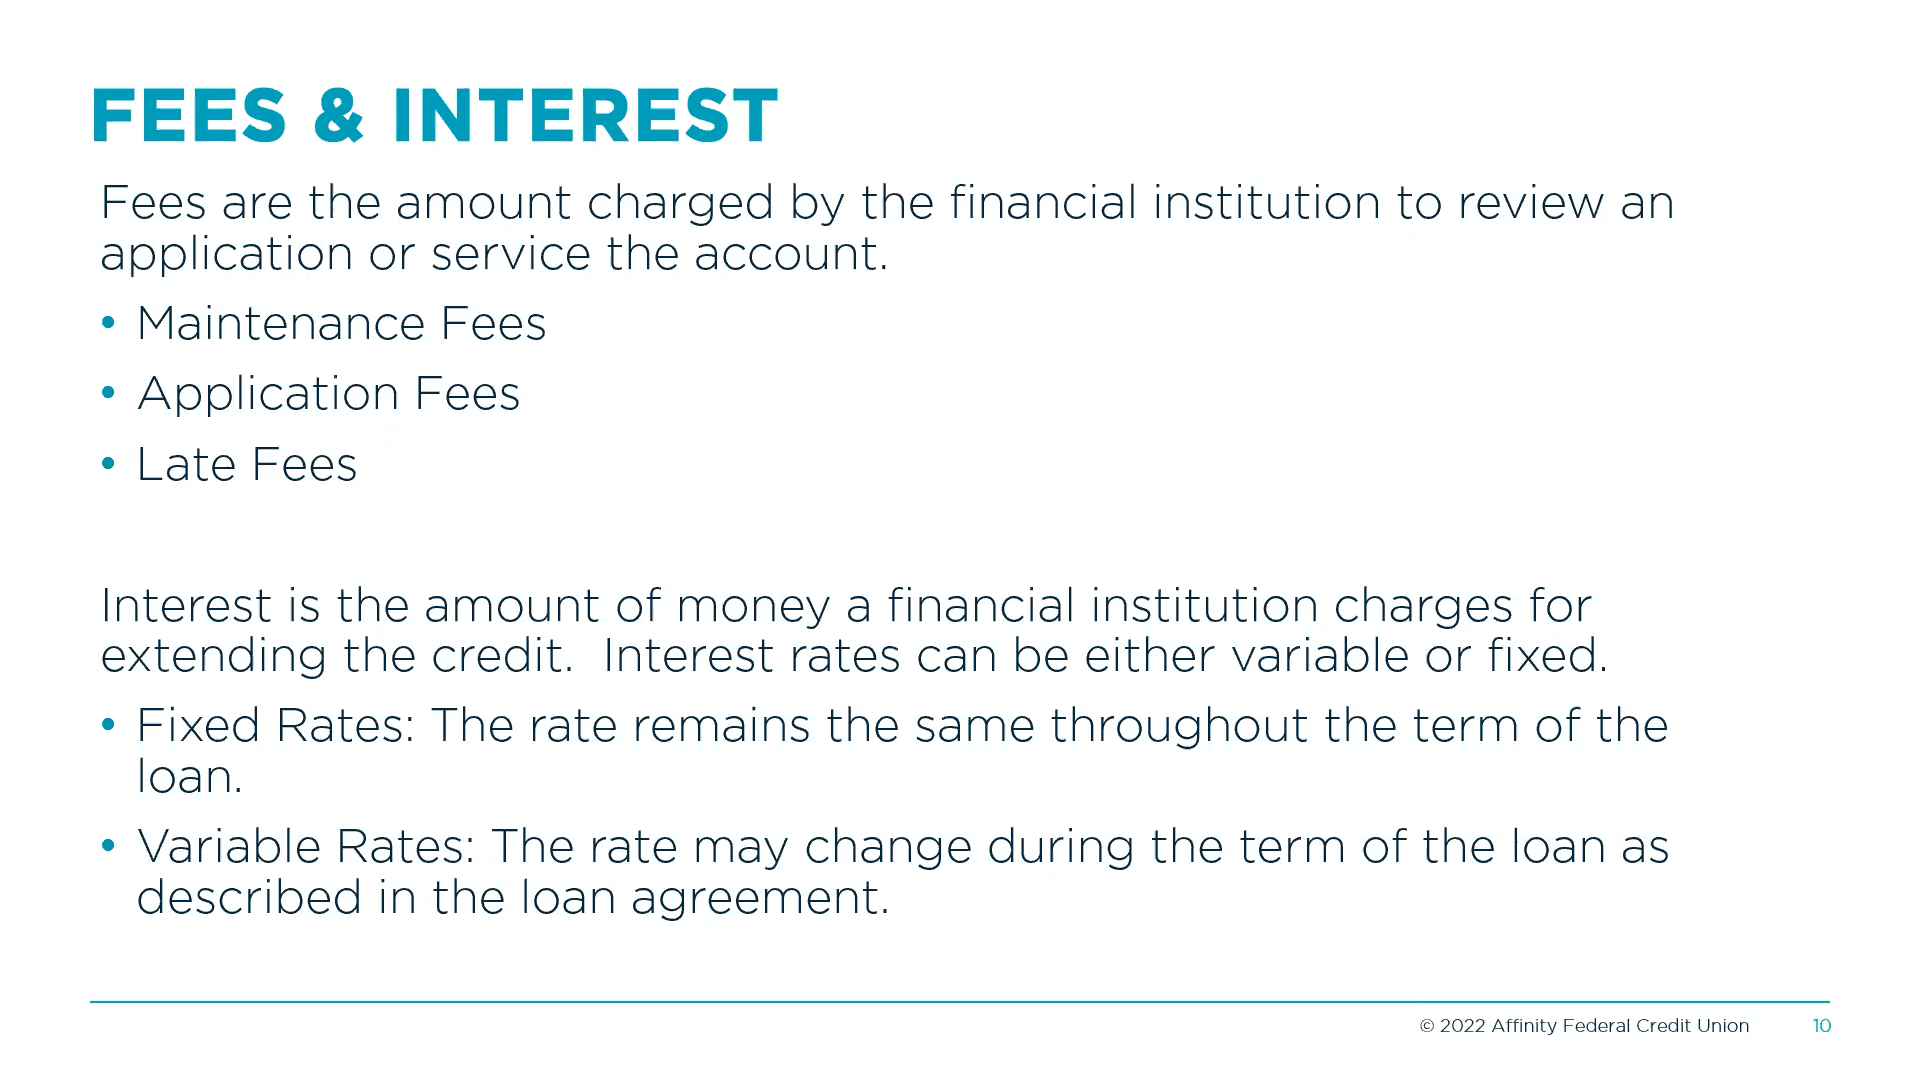 FEES & INTEREST
Fees are the amount charged by the financial institution to review an
application or service the account.
• Maintenance Fees
• Application Fees
• Late Fees
Interest is the amount of money a financial institution charges for
extending the credit.  Interest rates can be either variable or fixed.
• Fixed Rates: The rate remains the same throughout the term of the
loan.
• Variable Rates: The rate may change during the term of the loan as
described in the loan agreement.
© 2022 Affinity Federal Credit Union 10